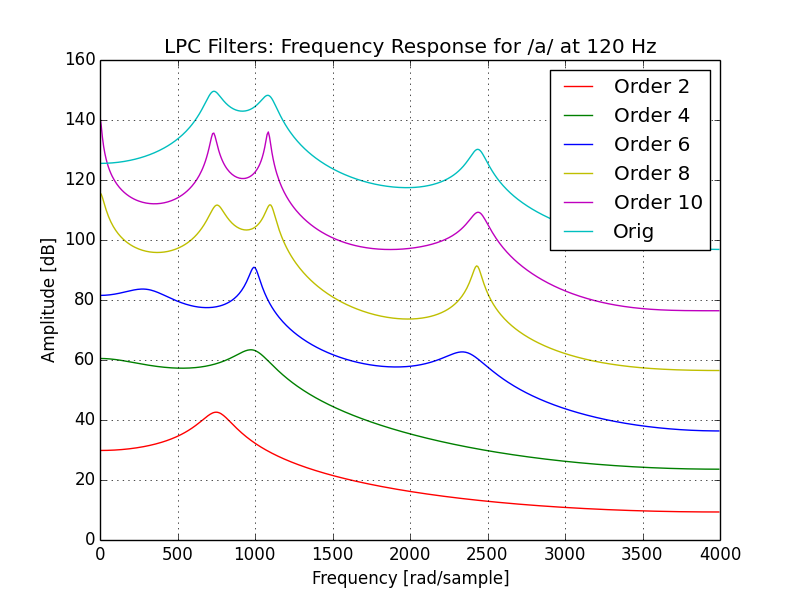 LPC Filters: Frequency Response for /a/ at 120 Hz
160
140
120
100
80
60
40
20
0
Amplitude [dB]
Order 2
Order 4
Order 6
Order 8
Order 10
Orig
0 500 1000 1500 2000 2500 3000 3500 4000
Frequency [rad/sample]